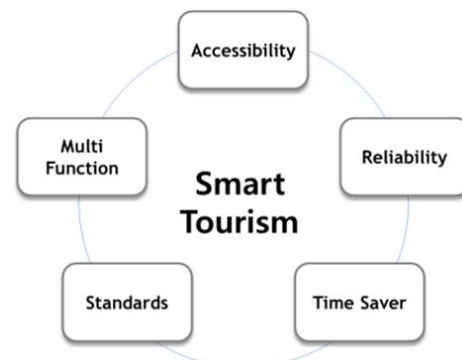 Accessibility
Multi
Function
Reliability
Smart
Tourism
Standards
Time Saver